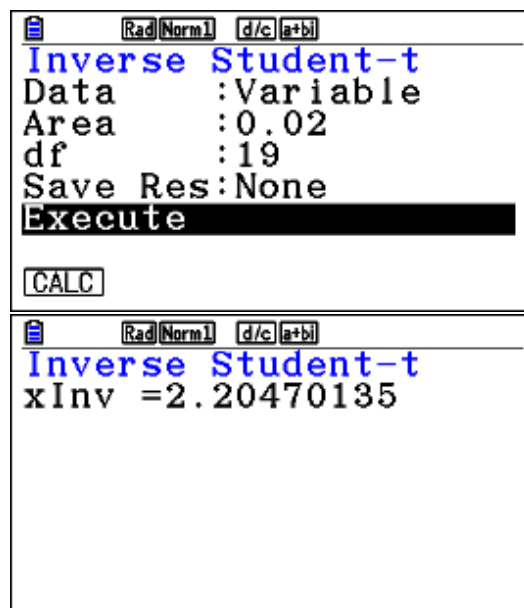 Rad Norm1 d/c a+bi
Inverse Student-t
Data :Variable
Area :0.02
df :19
Save Res:None
Execute
CALC
Rad Norm1 d/c a+bi
Inverse Student-t
xInv =2.20470135